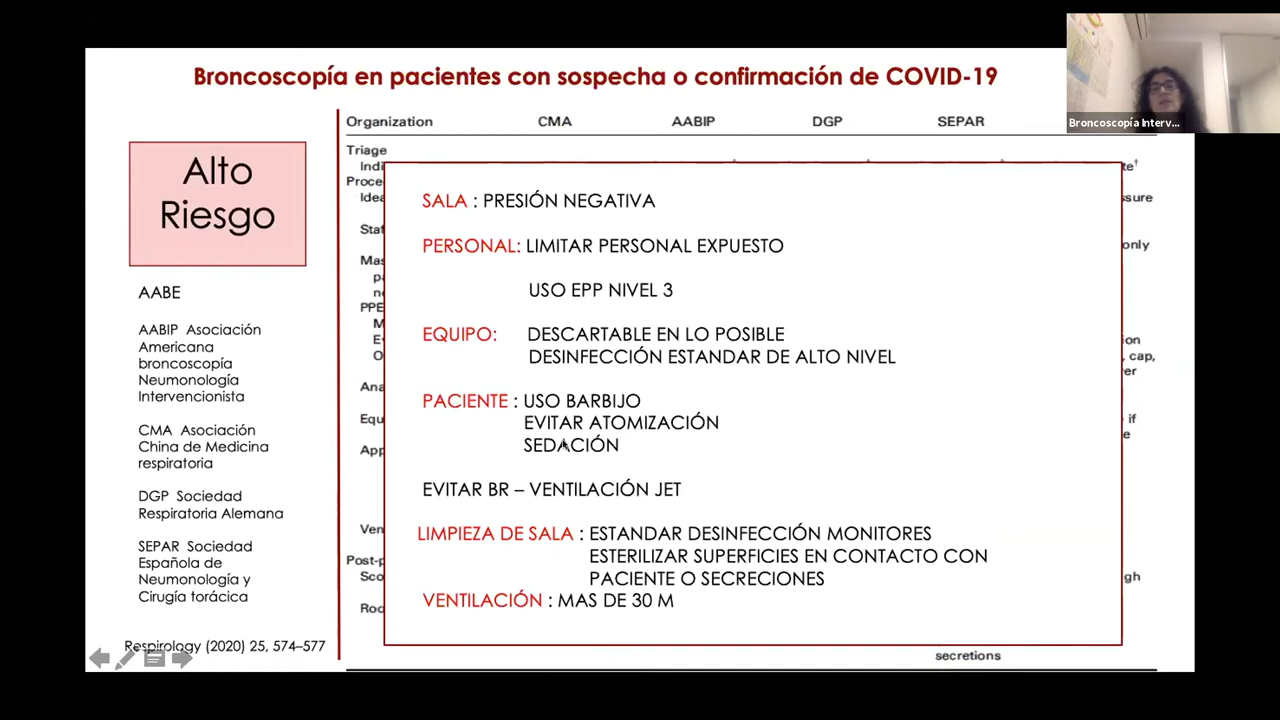 Broncoscopía en pacientes con sospecha o confirmación de COVID-19
Broncoscopía Interv...
Alto
Riesgo
AABE
AABIP Asociación
Americana
broncoscopía
Neumonología
Intervencionista
CMA Asociación
China de Medicina
respiratoria
DGP Sociedad
Respiratoria Alemana
SEPAR Sociedad
Española de
Neumonología y
Cirugía torácica
Respirology (2020) 25, 574–577
Organization CMA AABIP DGP SEPAR
Triage
SALA : PRESIÓN NEGATIVA
PERSONAL: LIMITAR PERSONAL EXPUESTO
USO EPP NIVEL 3
EQUIPO: DESCARTABLE EN LO POSIBLE
DESINFECCIÓN ESTANDAR DE ALTO NIVEL
PACIENTE : USO BARBIJO
EVITAR ATOMIZACIÓN
SEDACIÓN
EVITAR BR – VENTILACIÓN JET
LIMPIEZA DE SALA : ESTANDAR DESINFECCIÓN MONITORES
ESTERILIZAR SUPERFICIES EN CONTACTO CON
PACIENTE O SECRECIONES
VENTILACIÓN : MAS DE 30 M
only
cap,
if
secretions